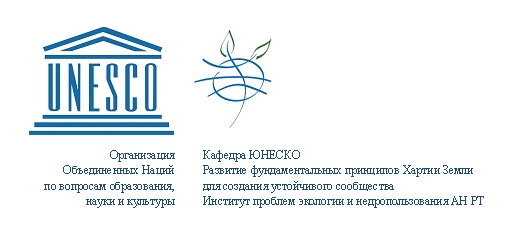 UNESCO
Организация
Объединенных Наций
по вопросам образования,
науки и культуры
Кафедра ЮНЕСКО
Развитие фундаментальных принципов Хартии Земли
для создания устойчивого сообщества
Институт проблем экологии и недропользования АН РТ